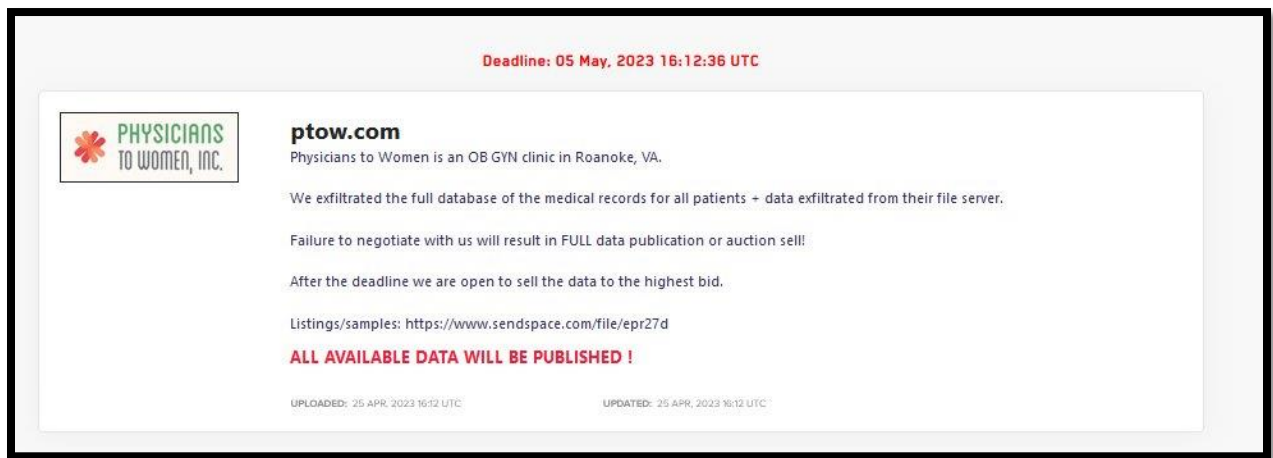 Deadline: 05 May, 2023 16:12:36 UTC
PHYSICIANS
TO WOMEN, INC.
ptow.com
Physicians to Women is an OB GYN clinic in Roanoke, VA.
We exfiltrated the full database of the medical records for all patients + data exfiltrated from their file server.
Failure to negotiate with us will result in FULL data publication or auction sell!
After the deadline we are open to sell the data to the highest bid.
Listings/samples: https://www.sendspace.com/file/epr27d
ALL AVAILABLE DATA WILL BE PUBLISHED !
UPLOADED: 25 APR, 2023 16:12 UTC UPDATED: 25 APR, 2023 16:12 UTC